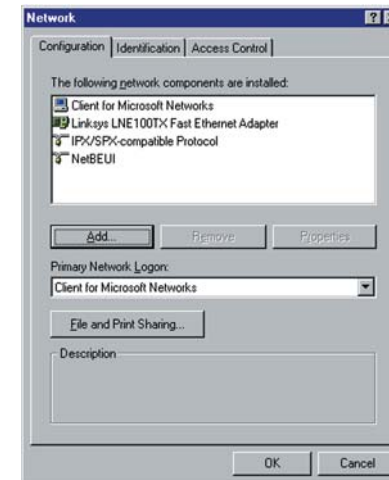 Network
Configuration Identification Access Control
The following network components are installed:
Client for Microsoft Networks
Linksys LNE100TX Fast Ethernet Adapter
IPX/SPX-compatible Protocol
NetBEUI
Add... Remove Properties
Primary Network Logon:
Client for Microsoft Networks
File and Print Sharing...
Description
OK Cancel